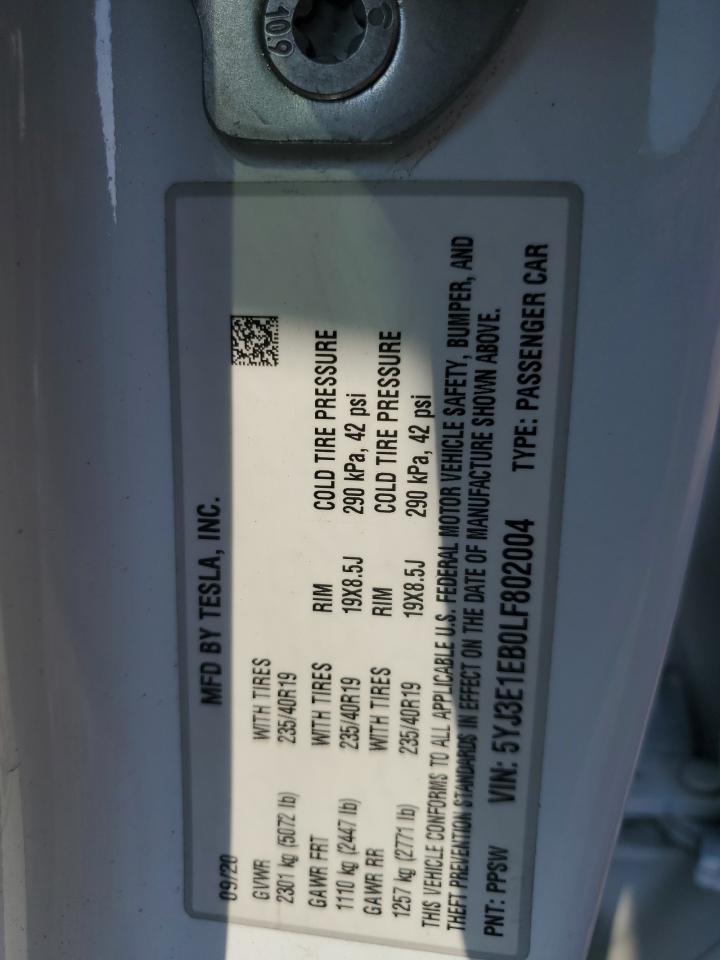 10.9
MFD BY TESLA, INC.
09/20
GVWR WITH TIRES
2301 kg (5072 lb) 235/40R19
GAWR FRT WITH TIRES RIM COLD TIRE PRESSURE
1110 kg (2447 lb) 235/40R19 19X8.5J 290 kPa, 42 psi
GAWR RR WITH TIRES RIM COLD TIRE PRESSURE
1257 kg (2771 lb) 235/40R19 19X8.5J 290 kPa, 42 psi
THIS VEHICLE CONFORMS TO ALL APPLICABLE U.S. FEDERAL MOTOR VEHICLE SAFETY, BUMPER, AND
THEFT PREVENTION STANDARDS IN EFFECT ON THE DATE OF MANUFACTURE SHOWN ABOVE.
PNT: PPSW VIN: 5YJ3E1EB0LF802004 TYPE: PASSENGER CAR